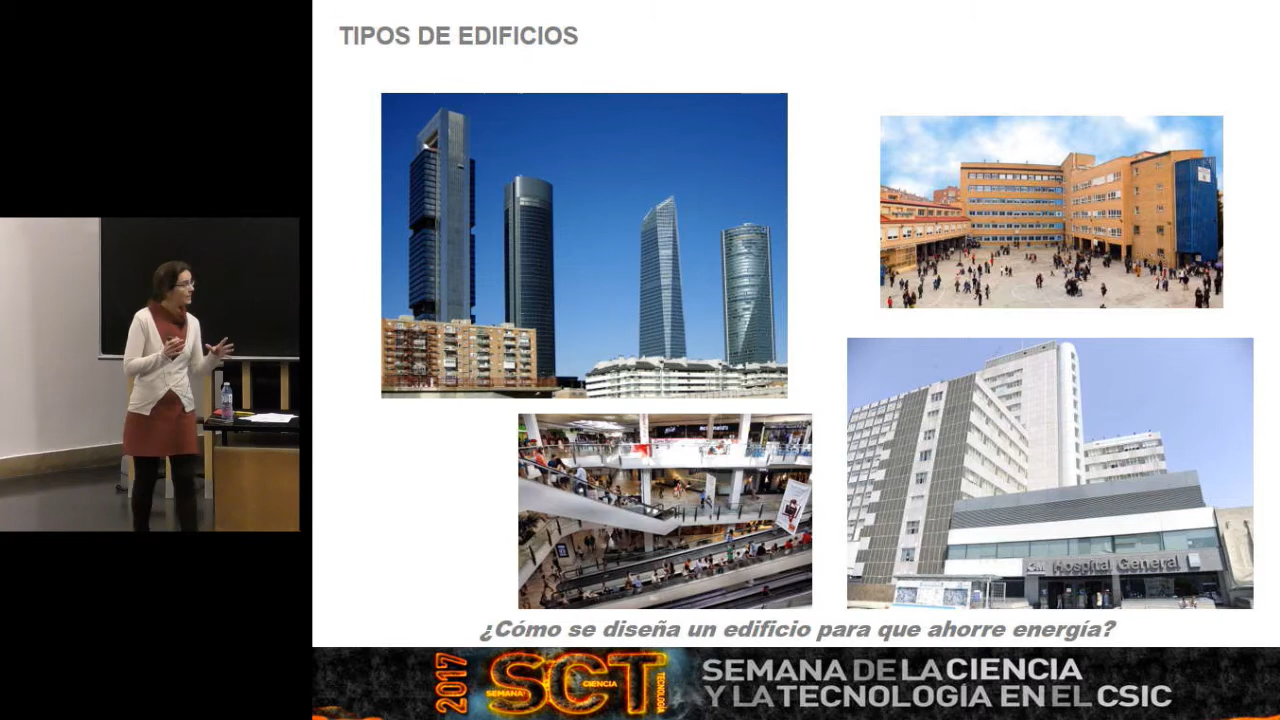 TIPOS DE EDIFICIOS
Hospital General
¿Cómo se diseña un edificio para que ahorre energía?
2017
SEMANA
SCT
CIENCIA
TECNOLOGIA
SEMANA DE LA CIENCIA
Y LA TECNOLOGÍA EN EL CSIC